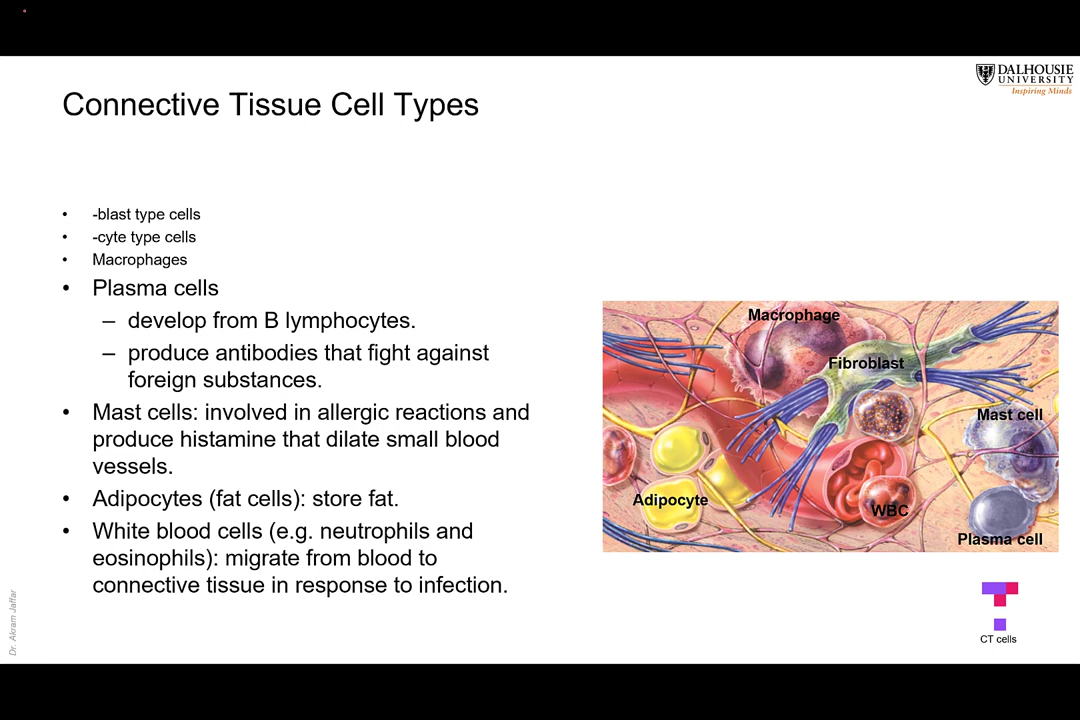 DALHOUSIE
UNIVERSITY
Inspiring Minds
Connective Tissue Cell Types
• -blast type cells
• -cyte type cells
• Macrophages
• Plasma cells
– develop from B lymphocytes.
– produce antibodies that fight against
foreign substances.
• Mast cells: involved in allergic reactions and
produce histamine that dilate small blood
vessels.
• Adipocytes (fat cells): store fat.
• White blood cells (e.g. neutrophils and
eosinophils): migrate from blood to
connective tissue in response to infection.
Macrophage
Fibroblast
Mast cell
Adipocyte
WBC
Plasma cell
CT cells
Dr. Akram Jaffar